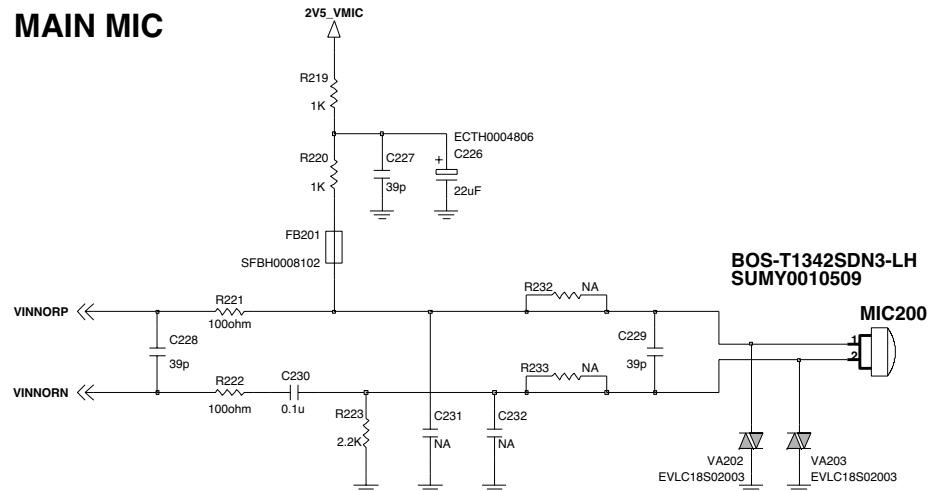 MAIN MIC
2V5_VMIC
R219
1K
ECTH0004806
R220
1K
C227
39p
+
C226
22uF
FB201
SFBH0008102
BOS-T1342SDN3-LH
SUMY0010509
MIC200
1
2
VINNORP
R221
100ohm
R232
NA
C228
39p
C229
39p
VINNORN
R222
100ohm
C230
0.1u
R233
NA
R223
2.2K
C231
NA
C232
NA
VA202
EVLC18S02003
VA203
EVLC18S02003